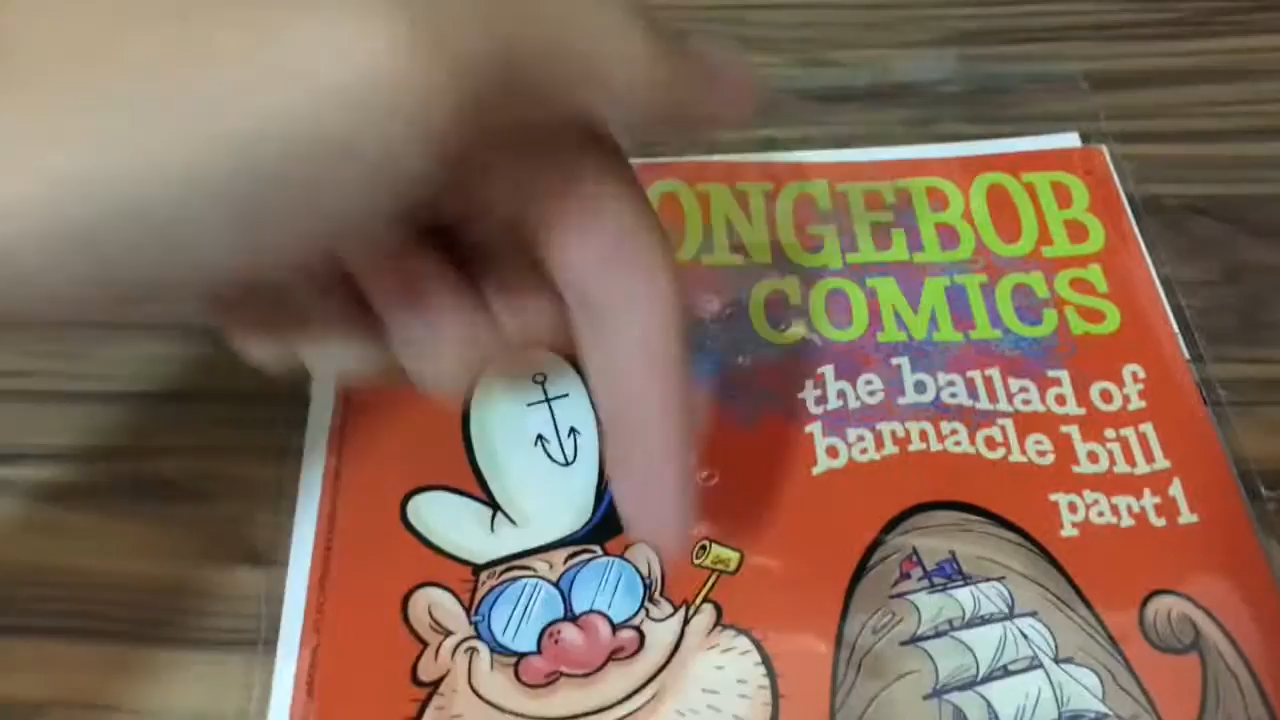 ONGEBOB
COMICS
the ballad of
barnacle bill
part 1